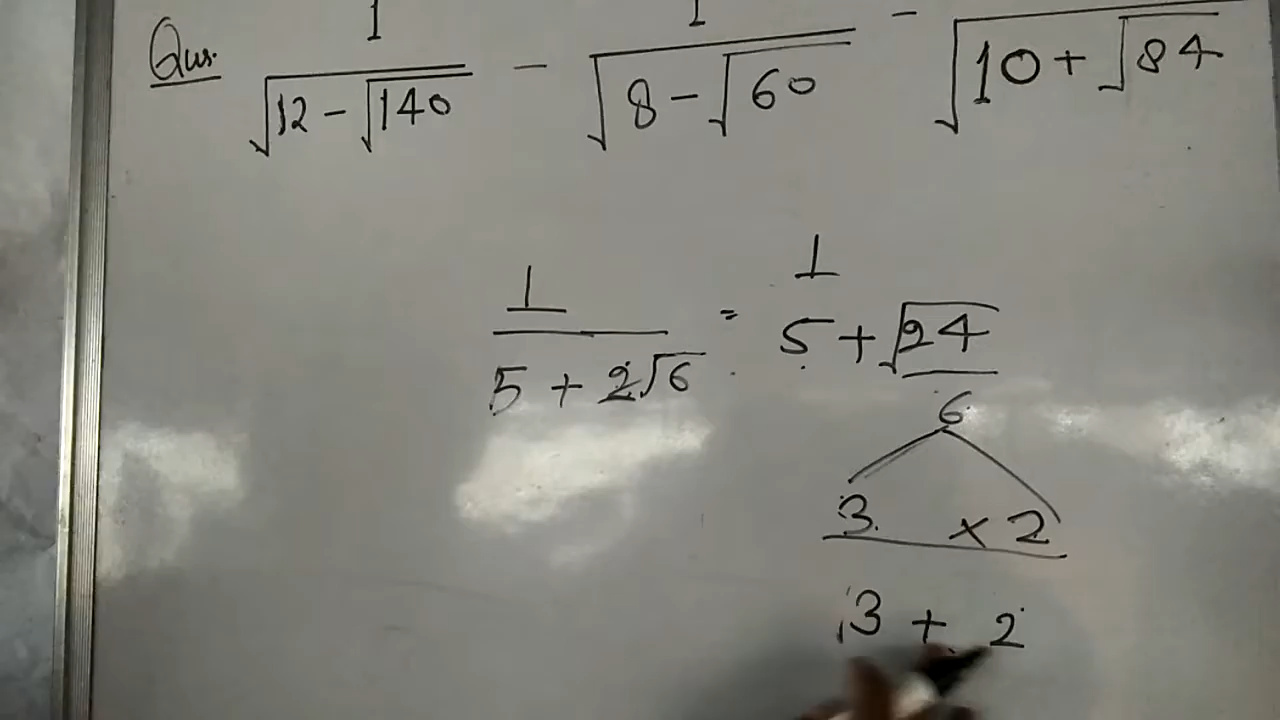 Qus. 1/√(12 - √140) - 1/√(8 - √60) - /√(10 + √84)
1/(5 + 2√6) = 1/(5 + √24)
6
3 × 2
3 + 2